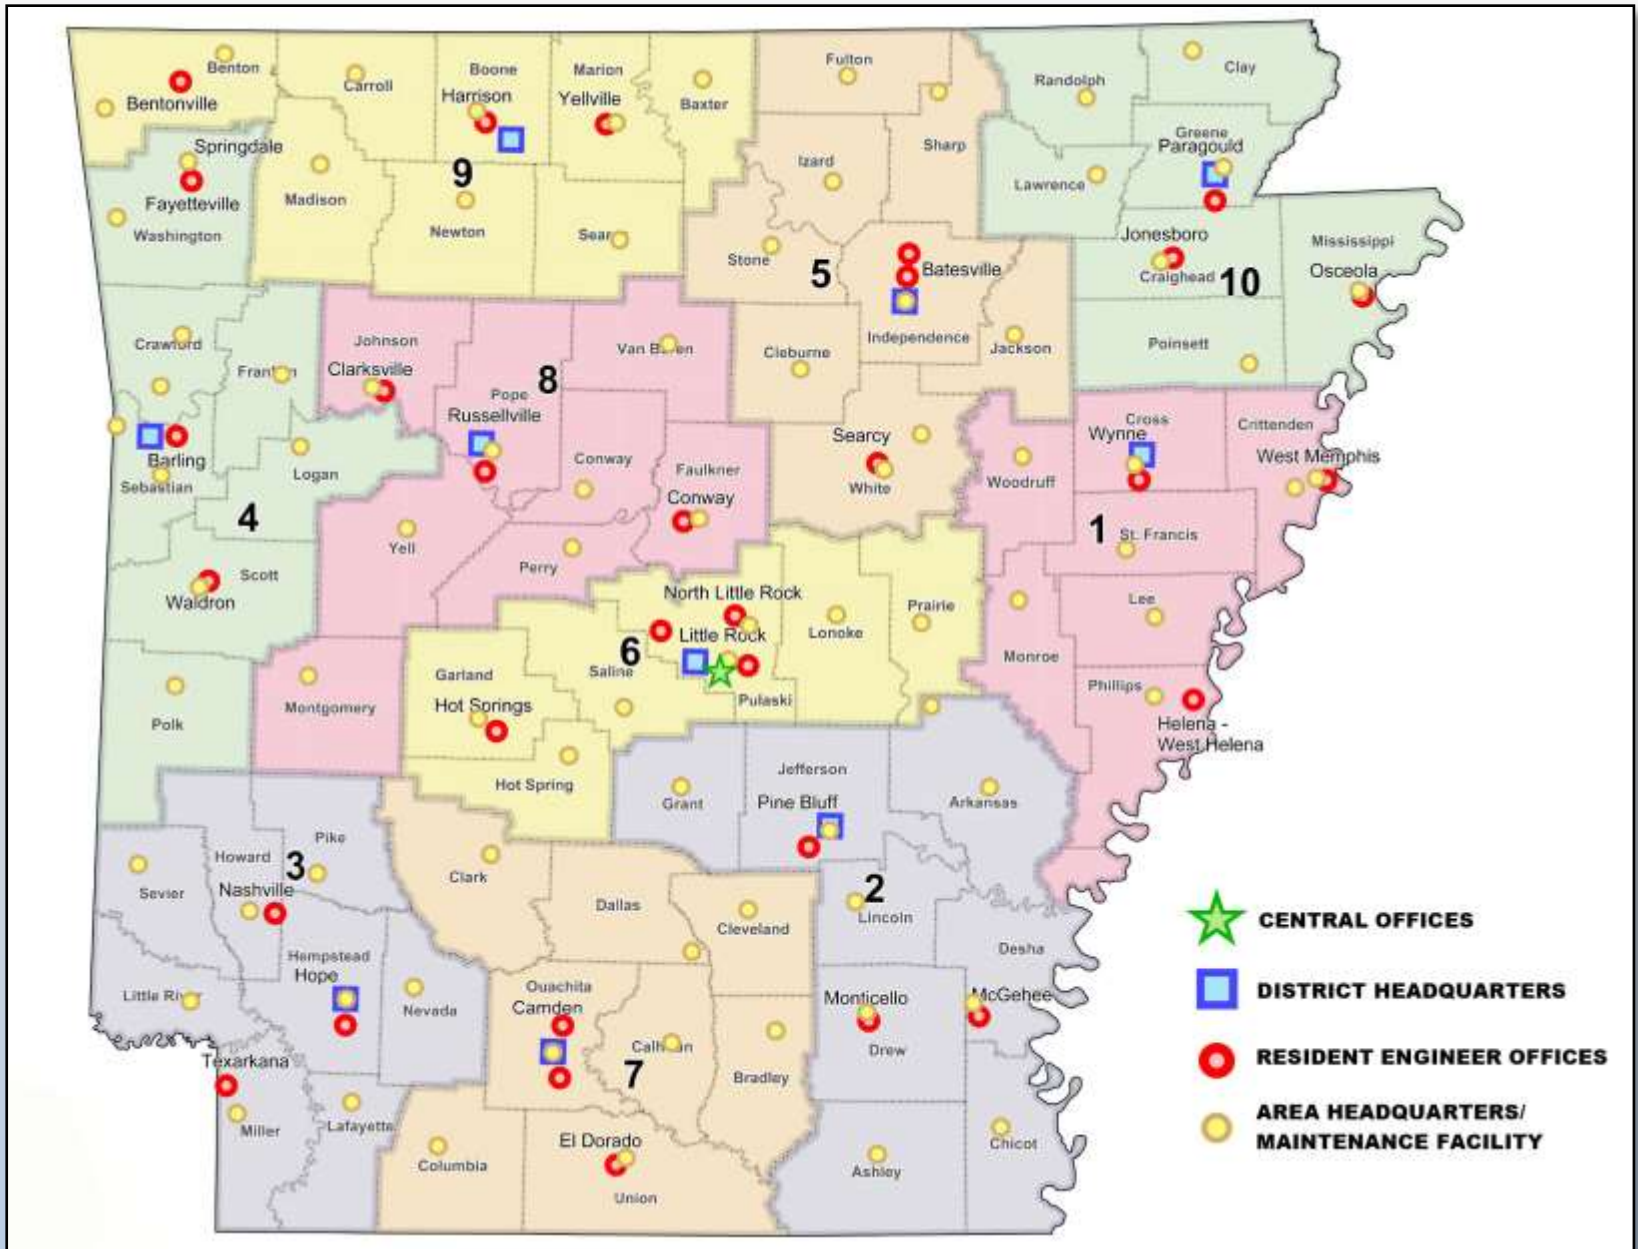 Benton
Bentonville
Carroll
Boone
Harrison
Marion
Yellville
Baxter
Fulton
Sharp
Randolph
Clay
Springdale
Fayetteville
Washington
Madison
9
Newton
Izard
Lawrence
Greene
Paragould
Stone
5
Batesville
Independence
Jackson
Jonesboro
Craighead
10
Mississippi
Osceola
Poinsett
Crawford
Johnson
Clarksville
8
Pope
Russellville
Cleburne
Barling
Sebastian
Logan
4
Conway
Faulkner
Conway
Searcy
White
Woodruff
Cross
Wynne
Crittenden
West Memphis
1
St. Francis
Yell
Perry
Scott
Waldron
North Little Rock
Little Rock
6
Saline
Pulaski
Lonoke
Prairie
Lee
Monroe
Phillips
Helena -
West Helena
Polk
Montgomery
Garland
Hot Springs
Hot Spring
Grant
Jefferson
Pine Bluff
Arkansas
Pike
Howard
3
Nashville
Sevier
Clark
Dallas
Cleveland
2
Lincoln
Desha
Hempstead
Hope
Nevada
Ouachita
Camden
7
Bradley
Monticello
Drew
McGehee
Texarkana
Miller
Lafayette
Columbia
El Dorado
Union
Ashley
Chicot
CENTRAL OFFICES
DISTRICT HEADQUARTERS
RESIDENT ENGINEER OFFICES
AREA HEADQUARTERS/
MAINTENANCE FACILITY